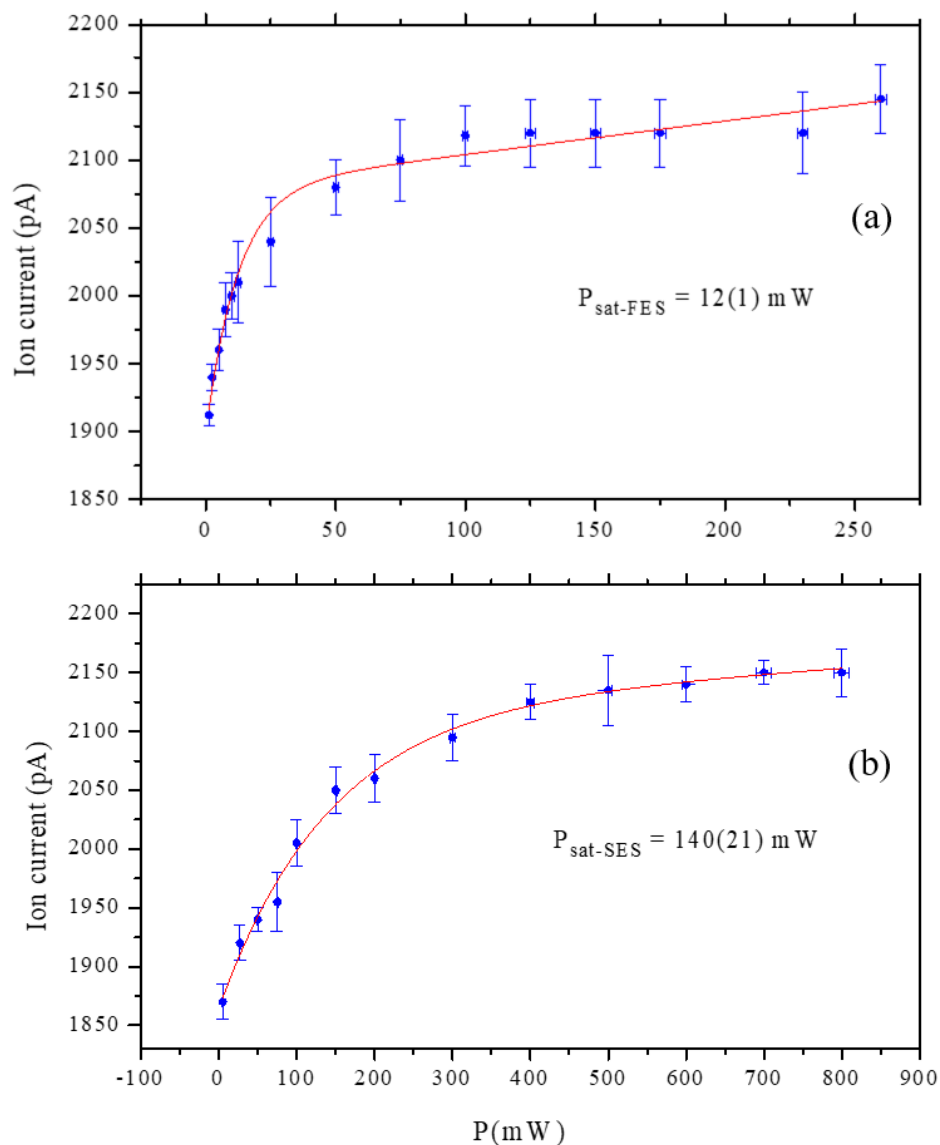 2200
2150
2100
2050
2000
1950
1900
1850
Ion current (pA)
(a)
P_sat-FES = 12(1) mW
0 50 100 150 200 250
2200
2150
2100
2050
2000
1950
1900
1850
Ion current (pA)
(b)
P_sat-SES = 140(21) mW
-100 0 100 200 300 400 500 600 700 800 900
P(mW)